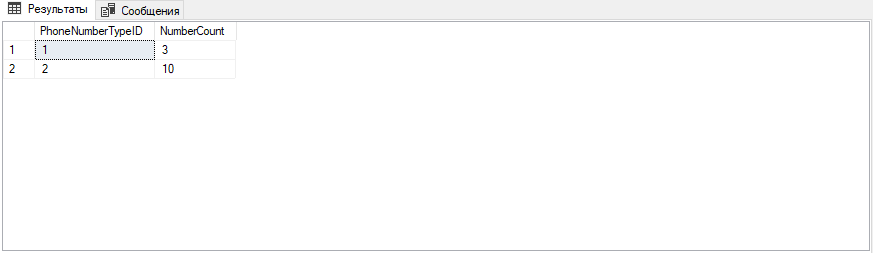 Результаты Сообщения
PhoneNumberTypeID NumberCount
1 1 3
2 2 10